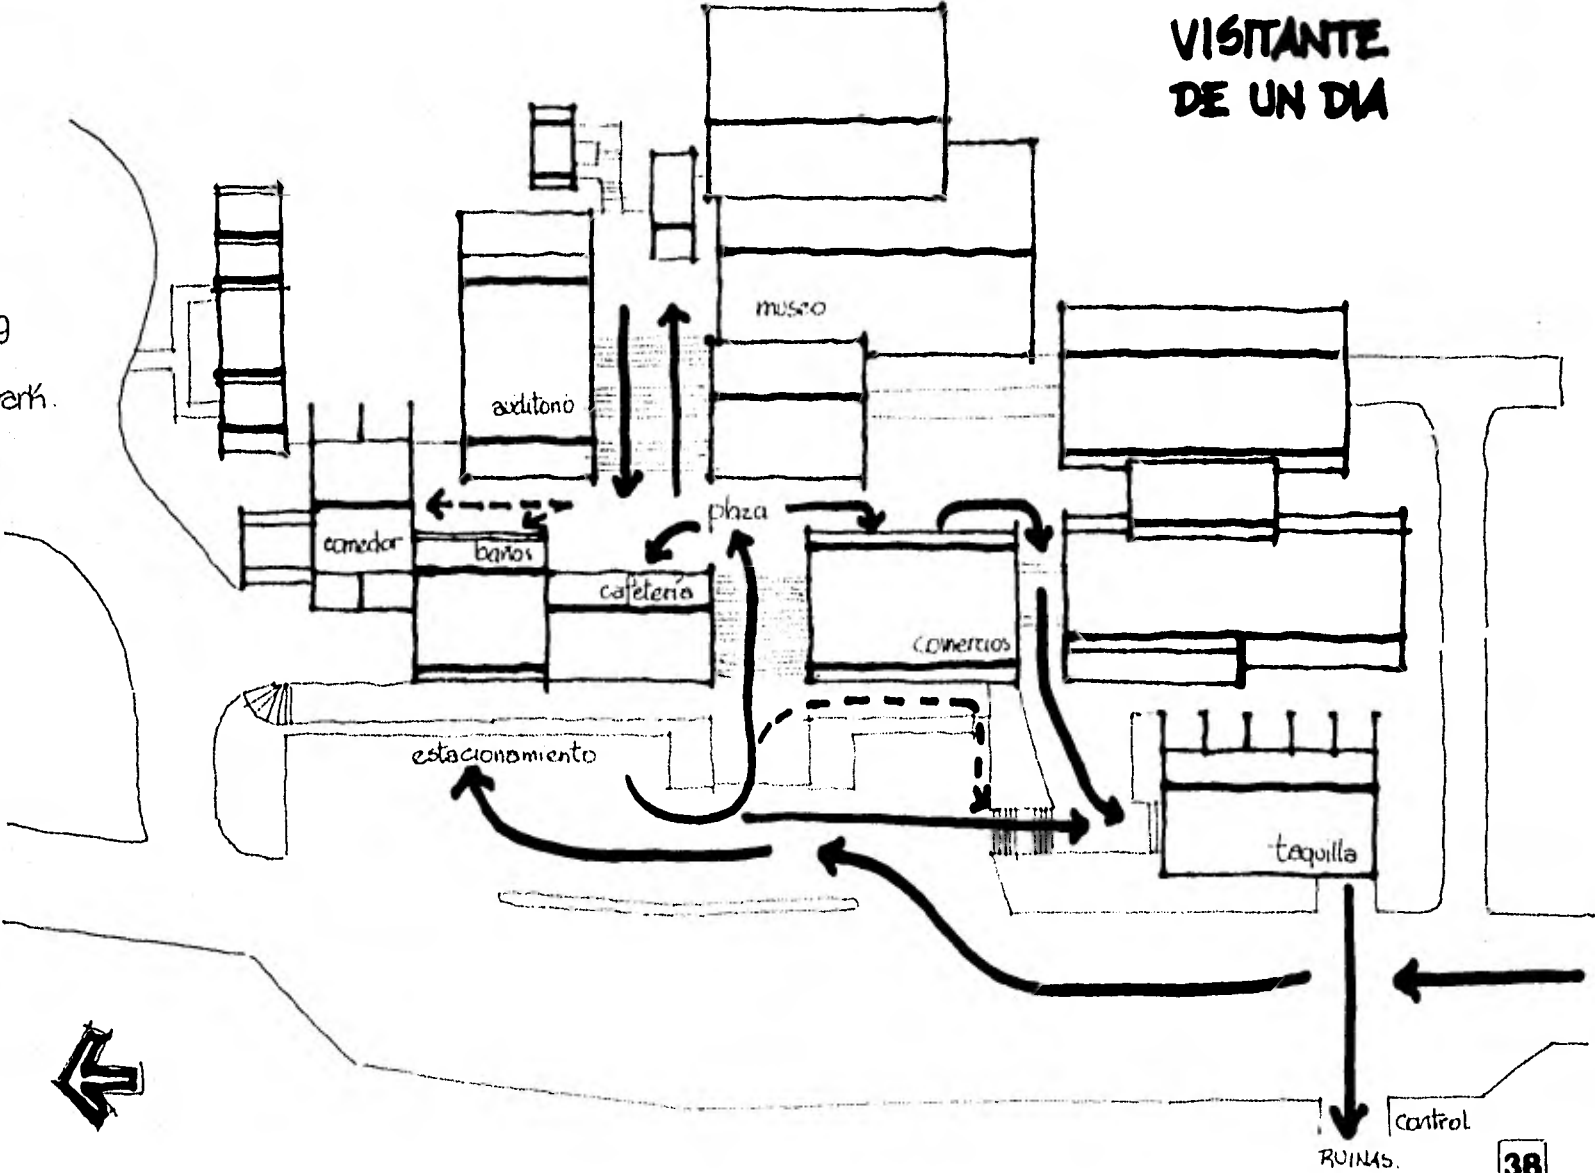 VISITANTE
DE UN DIA
museo
auditorio
plaza
comedor
baños
cafetería
comercios
estacionamiento
taquilla
control
RUINAS.
38